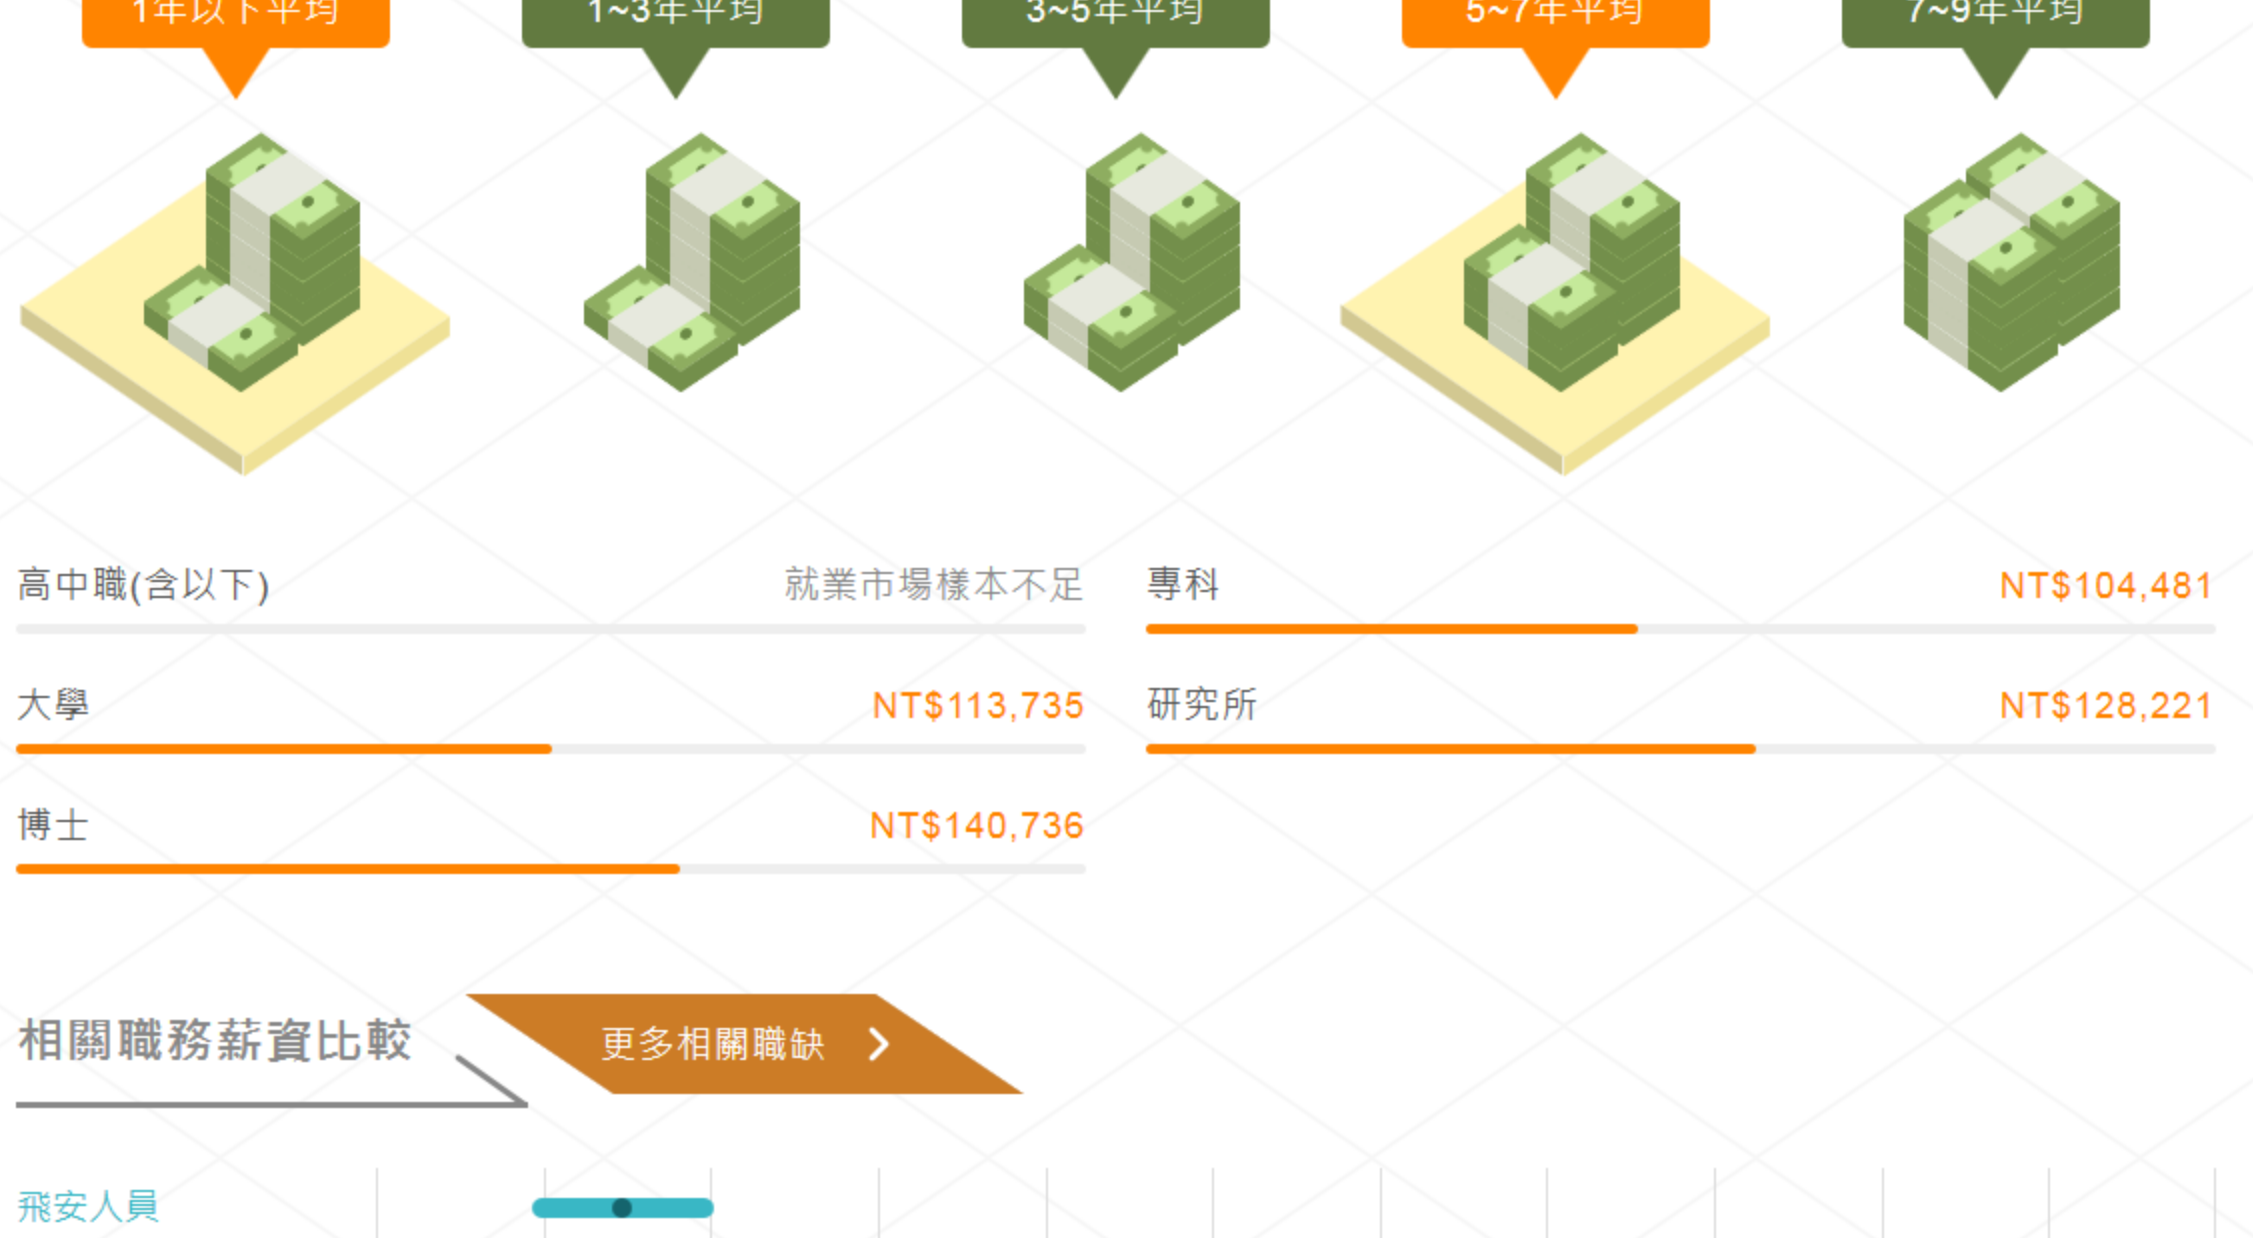 1年以下平均
1~3年平均
3~5年平均
5~7年平均
7~9年平均
高中職(含以下)
就業市場樣本不足
專科
NT$104,481
大學
NT$113,735
研究所
NT$128,221
博士
NT$140,736
相關職務薪資比較
更多相關職缺
飛安人員